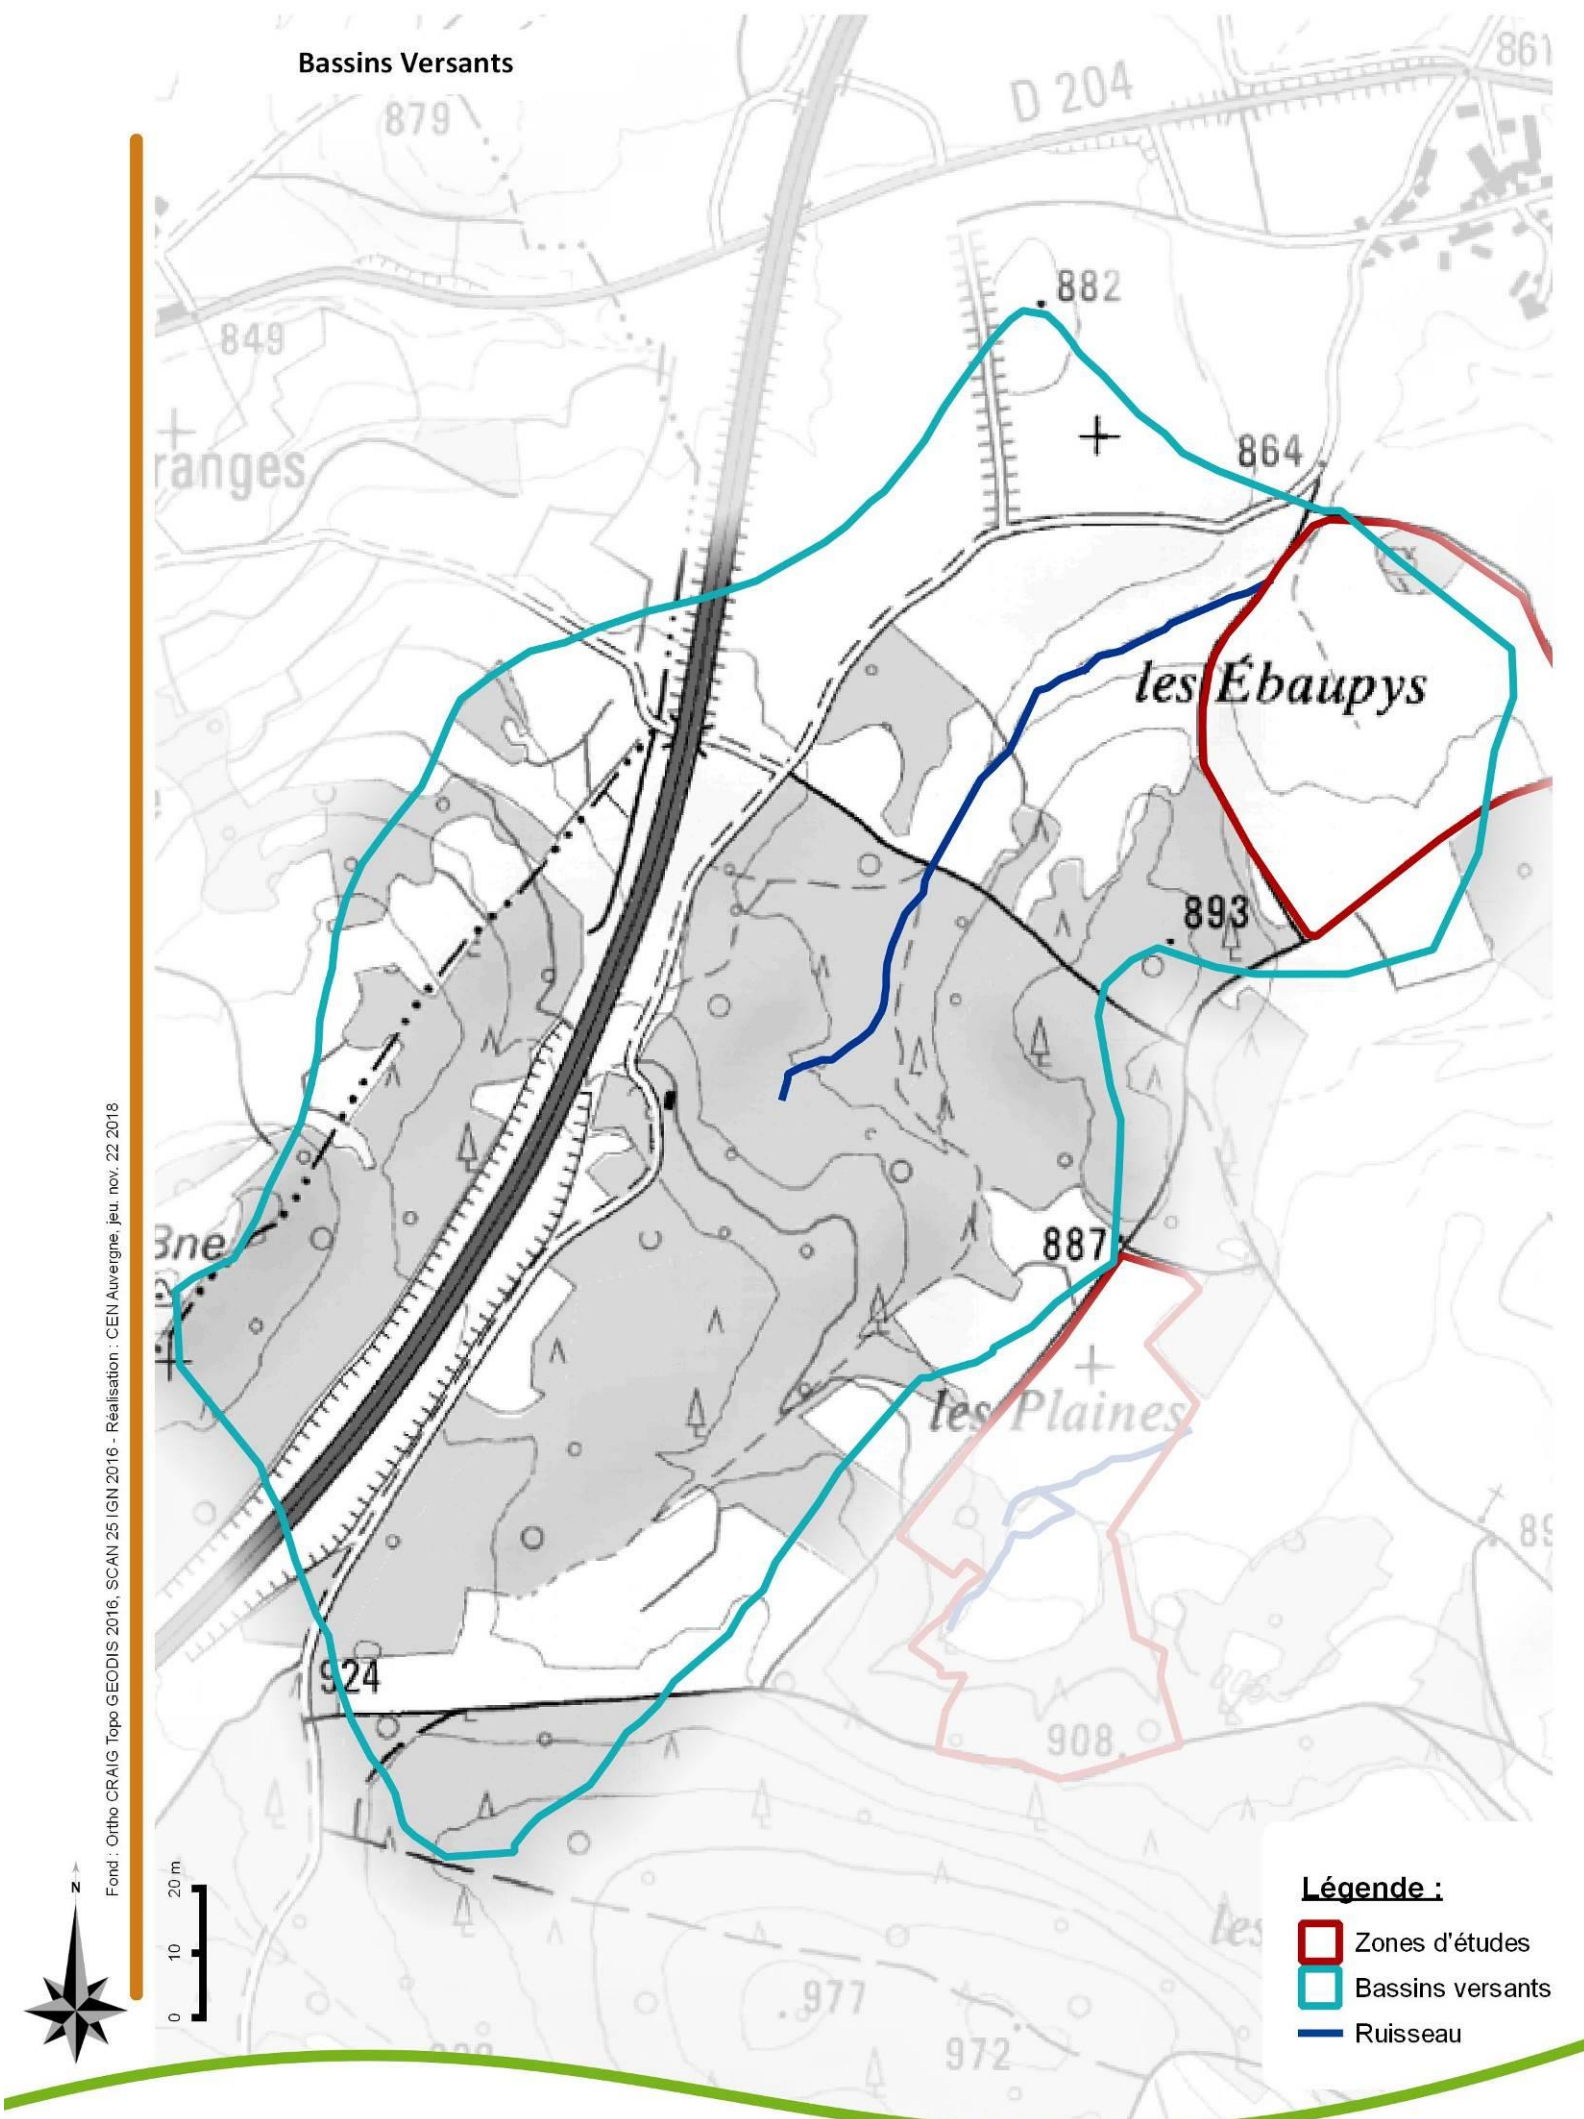 Bassins Versants
861
D 204
879
882
849
864
ranges
les Ébaupys
893
Bne
887
les Plaines
924
908
les
977
972
Fond : Ortho CRAIG Topo GEODIS 2016, SCAN 25 IGN 2016 - Réalisation : CEN Auvergne, jeu. nov. 22 2018
N
20 m
10
0
Légende :
Zones d'études
Bassins versants
Ruisseau